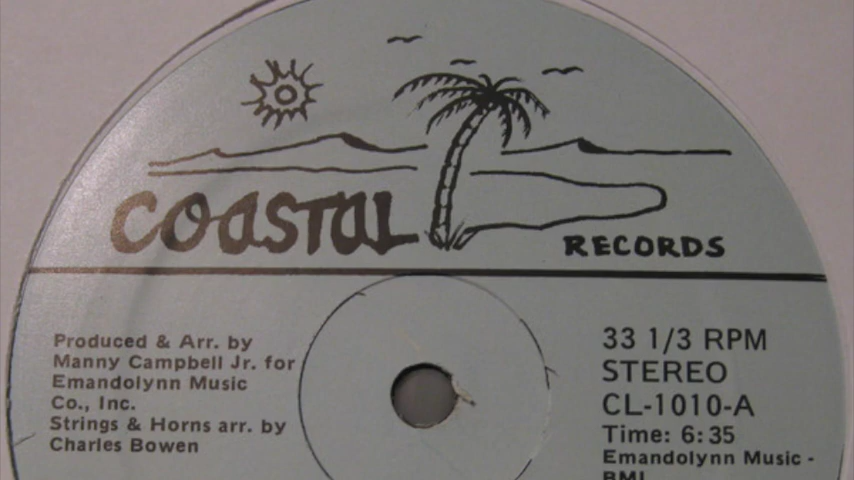 COASTAL
RECORDS
Produced & Arr. by
Manny Campbell Jr. for
Emandolynn Music
Co., Inc.
Strings & Horns arr. by
Charles Bowen
33 1/3 RPM
STEREO
CL-1010-A
Time: 6:35
Emandolynn Music -
BMI